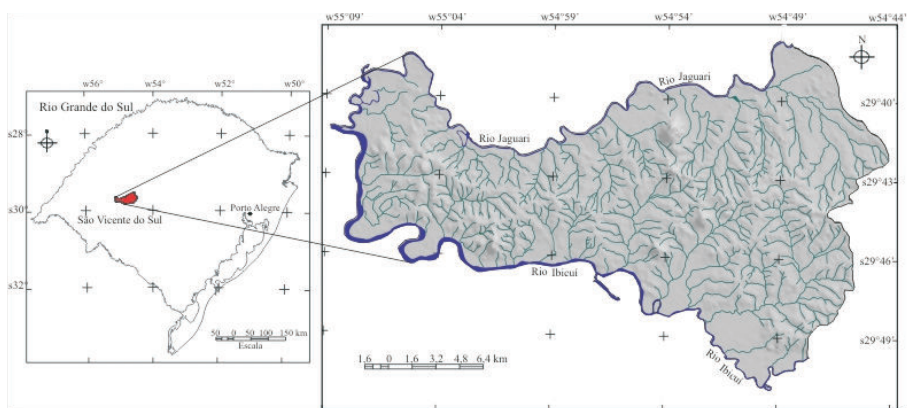 w56° w54° w52° w50°
Rio Grande do Sul
s28°
s30°
s32°
São Vicente do Sul
Porto Alegre
50 0 50 100 150 km
Escala
w55°09' w55°04' w54°59' w54°54' w54°49' w54°44'
N
Rio Jaguari
Rio Jaguari
s29°40'
s29°43'
s29°46'
s29°49'
Rio Ibicuí
Rio Ibicuí
1,6 0 1,6 3,2 4,8 6,4 km